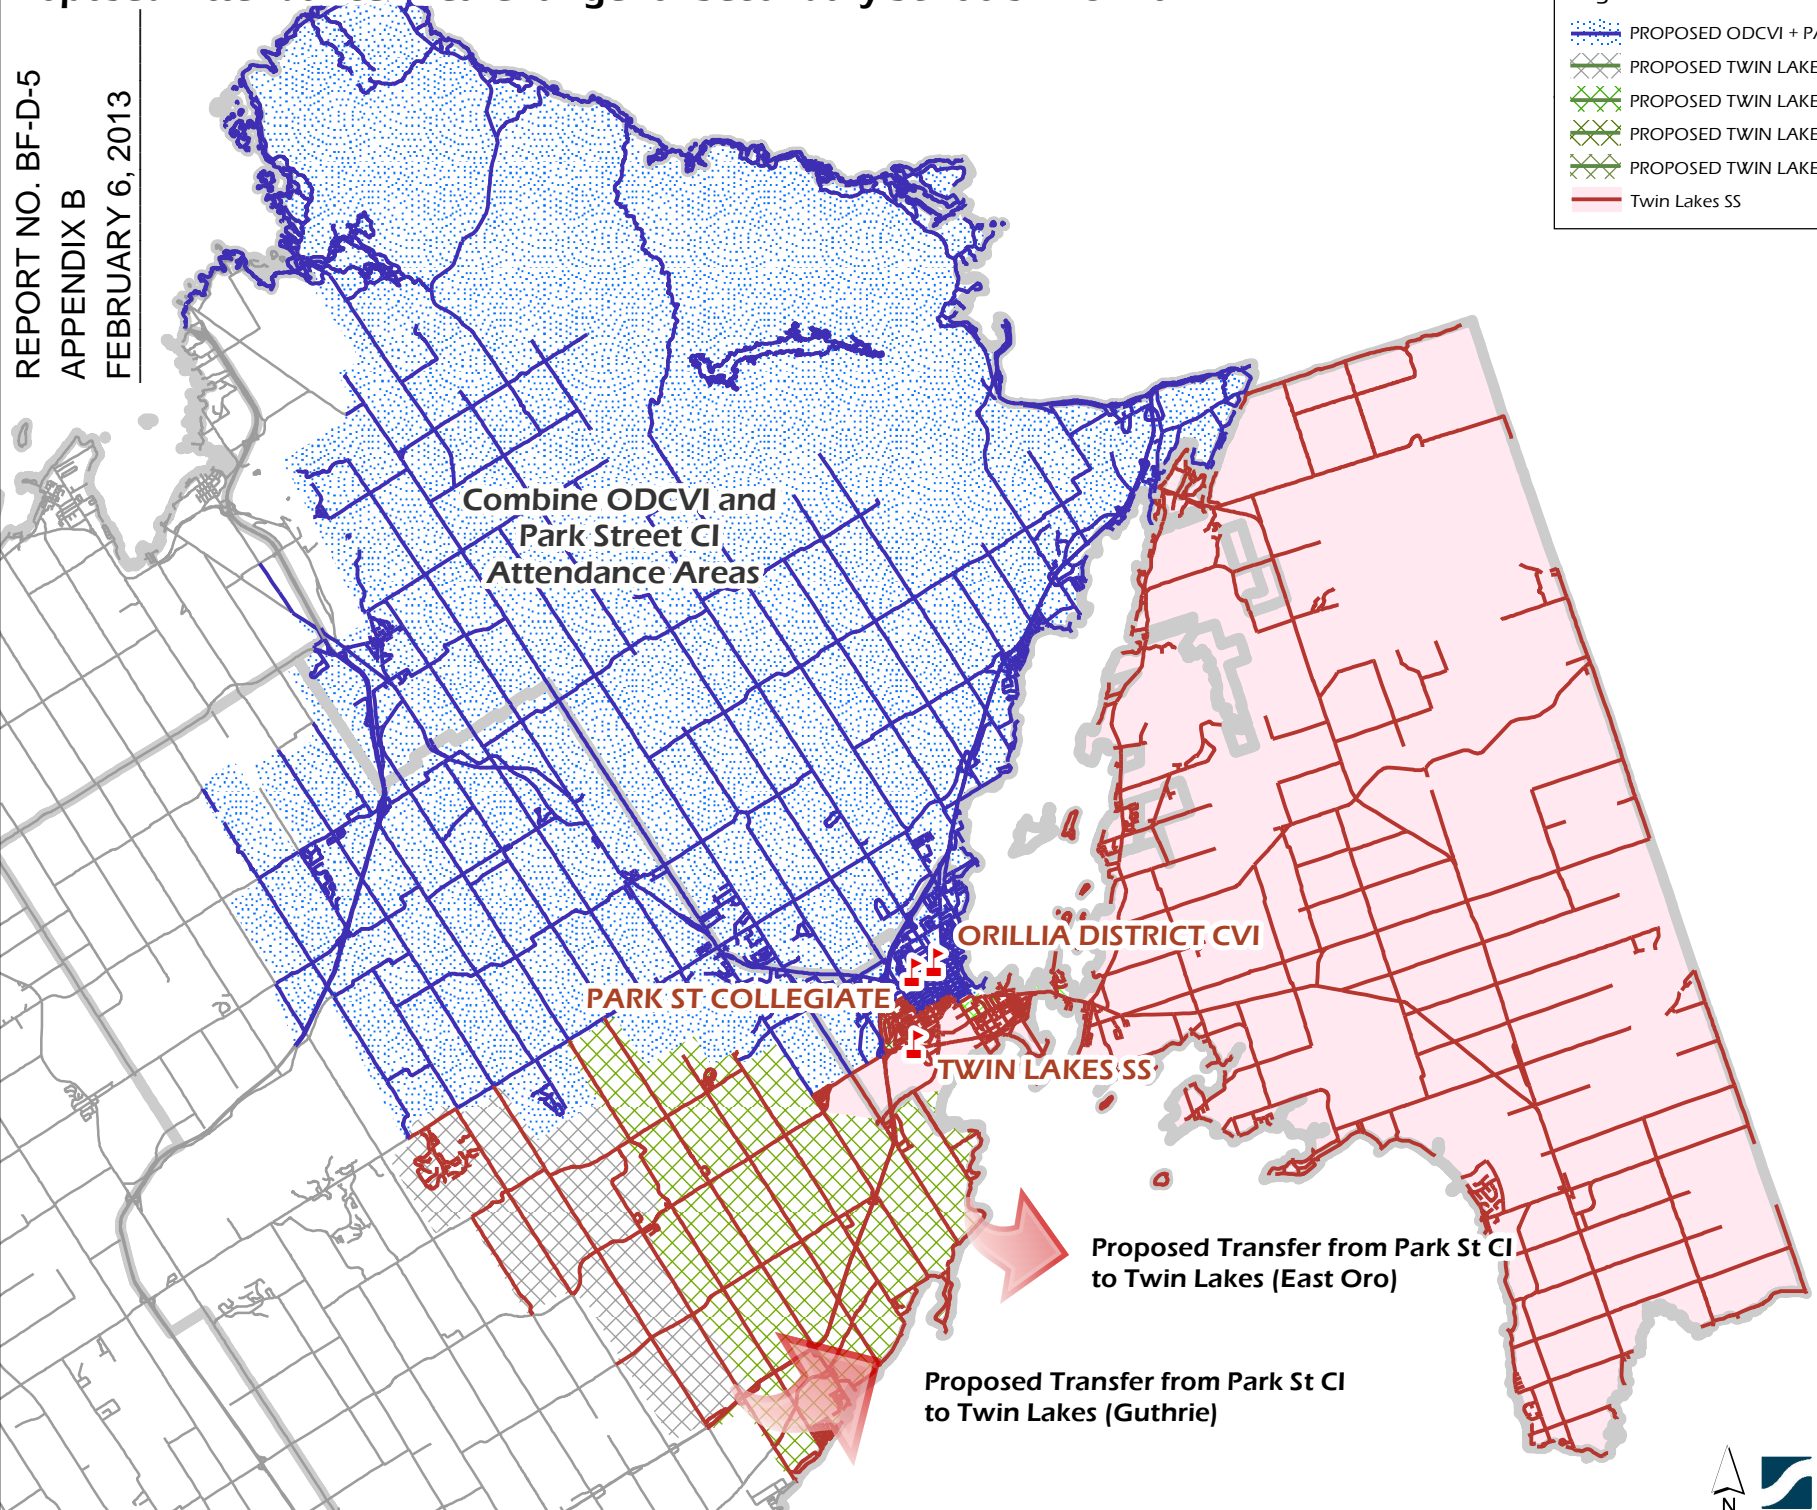 REPORT NO. BF-D-5
APPENDIX B
FEBRUARY 6, 2013
PROPOSED ODCVI + PA
PROPOSED TWIN LAKE
PROPOSED TWIN LAKE
PROPOSED TWIN LAKE
PROPOSED TWIN LAKE
Twin Lakes SS
Combine ODCVI and
Park Street CI
Attendance Areas
ORILLIA DISTRICT CVI
PARK ST COLLEGIATE
TWIN LAKES SS
Proposed Transfer from Park St CI
to Twin Lakes (East Oro)
Proposed Transfer from Park St CI
to Twin Lakes (Guthrie)
N